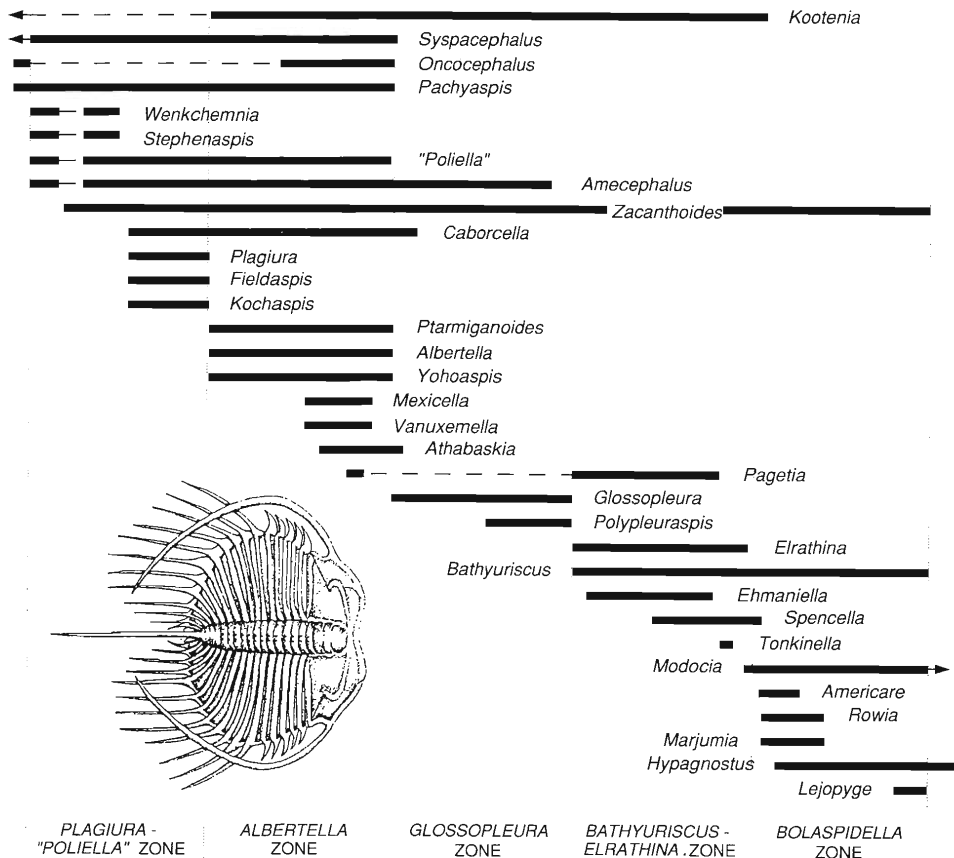 Kootenia
Syspacephalus
Oncocephalus
Pachyaspis
Wenkchemnia
Stephenaspis
"Poliella"
Amecephalus
Zacanthoides
Caborcella
Plagiura
Fieldaspis
Kochaspis
Ptarmiganoides
Albertella
Yohoaspis
Mexicella
Vanuxemella
Athabaskia
Pagetia
Glossopleura
Polypleuraspis
Elrathina
Bathyuriscus
Ehmaniella
Spencella
Tonkinella
Modocia
Americare
Rowia
Marjumia
Hypagnostus
Lejopyge
PLAGIURA -
"POLIELLA" ZONE
ALBERTELLA
ZONE
GLOSSOPLEURA
ZONE
BATHYURISCUS -
ELRATHINA . ZONE
BOLASPIDELLA
ZONE